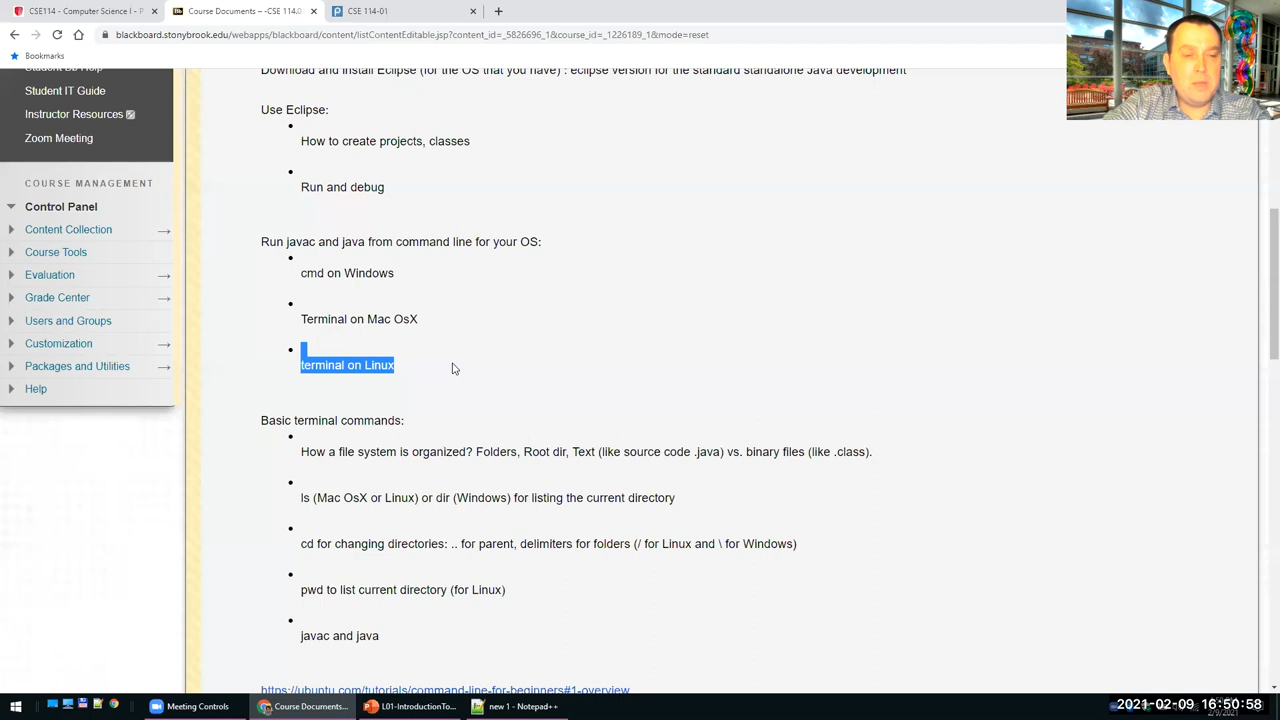 CSE114 - Computer Science I - P
Course Documents – -CSE 114.0
CSE 114-01
blackboard.stonybrook.edu/webapps/blackboard/content/listContentEditable.jsp?content_id=_5826696_1&course_id=_1226189_1&mode=reset
Bookmarks
Student Bb Help
Student IT Guide
Instructor Resources
Zoom Meeting
COURSE MANAGEMENT
Control Panel
Content Collection
Course Tools
Evaluation
Grade Center
Users and Groups
Customization
Packages and Utilities
Help
Download and install Eclipse (for the OS that you have) : eclipse version for the standard standalone Java development
Use Eclipse:
How to create projects, classes
Run and debug
Run javac and java from command line for your OS:
cmd on Windows
Terminal on Mac OsX
terminal on Linux
Basic terminal commands:
How a file system is organized? Folders, Root dir, Text (like source code .java) vs. binary files (like .class).
ls (Mac OsX or Linux) or dir (Windows) for listing the current directory
cd for changing directories: .. for parent, delimiters for folders (/ for Linux and \ for Windows)
pwd to list current directory (for Linux)
javac and java
https://ubuntu.com/tutorials/command-line-for-beginners#1-overview
Meeting Controls
Course Documents...
L01-IntroductionTo...
new 1 - Notepad++
2021-02-09 16:50:58